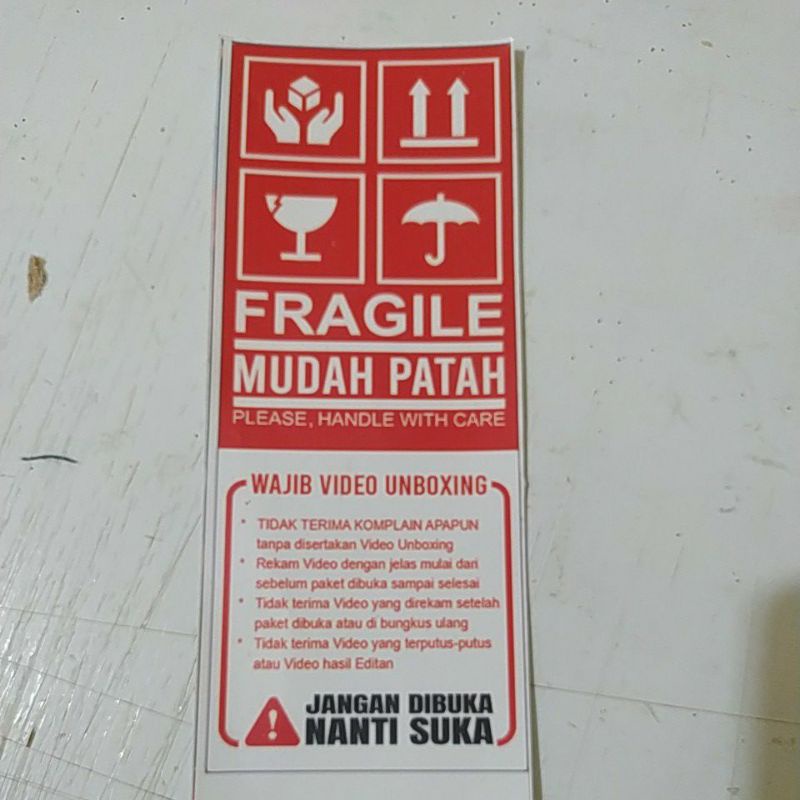 FRAGILE
MUDAH PATAH
PLEASE, HANDLE WITH CARE
WAJIB VIDEO UNBOXING
* TIDAK TERIMA KOMPLAIN APAPUN
tanpa disertakan Video Unboxing
* Rekam Video dengan jelas mulai dari
sebelum paket dibuka sampai selesai
* Tidak terima Video yang direkam setelah
paket dibuka atau di bungkus ulang
* Tidak terima Video yang terputus-putus
atau Video hasil Editan
JANGAN DIBUKA
NANTI SUKA